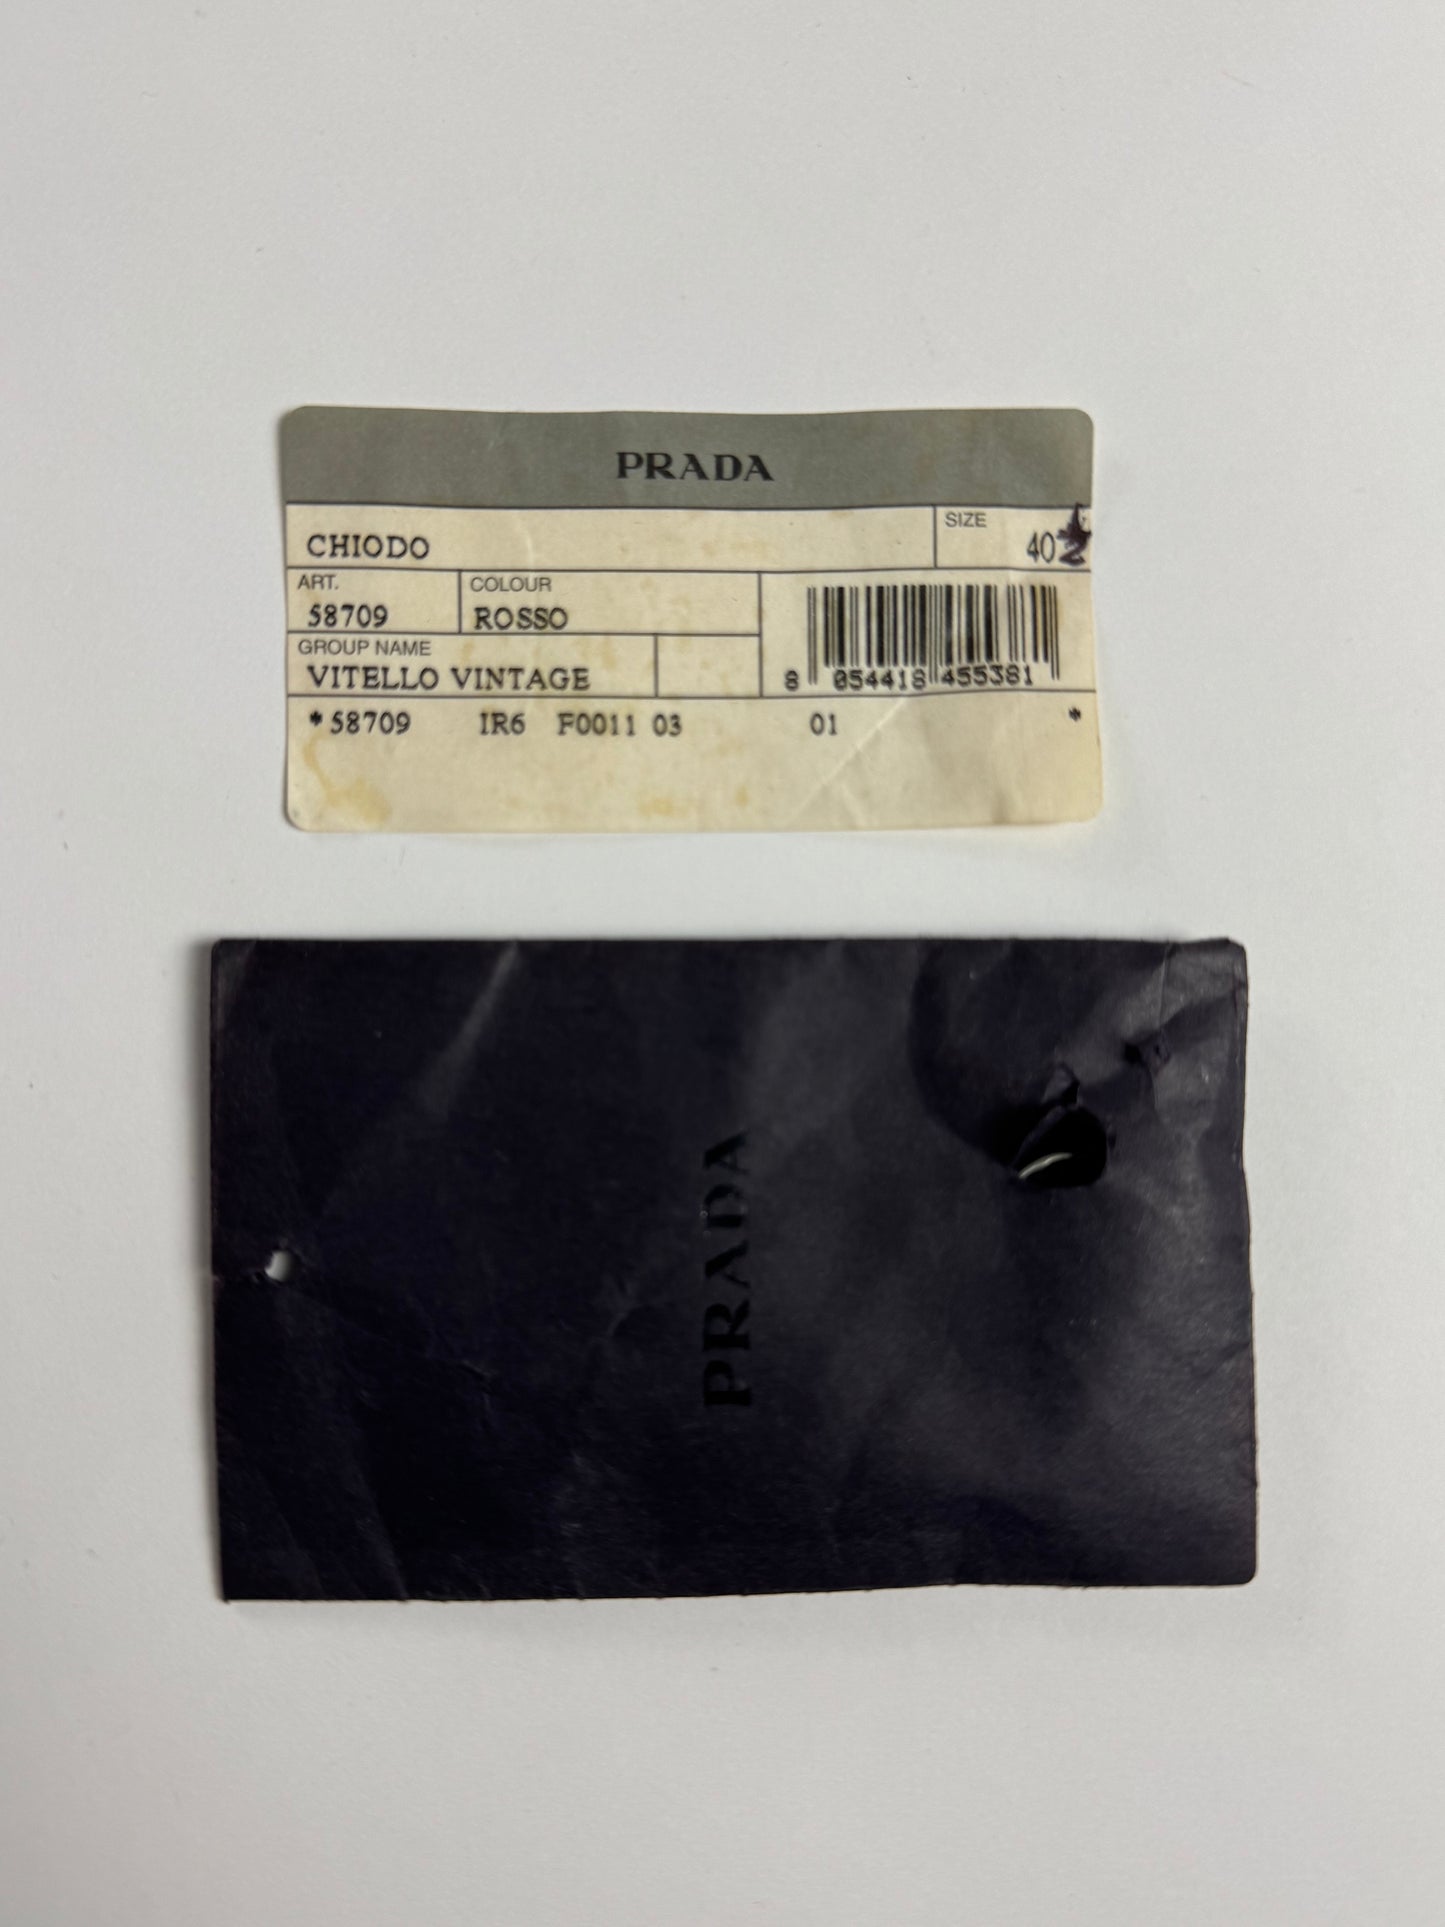 PRADA
CHIODO
SIZE
40
ART.
58709
COLOUR
ROSSO
8 054418 455381
GROUP NAME
VITELLO VINTAGE
*58709 IR6 F0011 03 01 *
PRADA